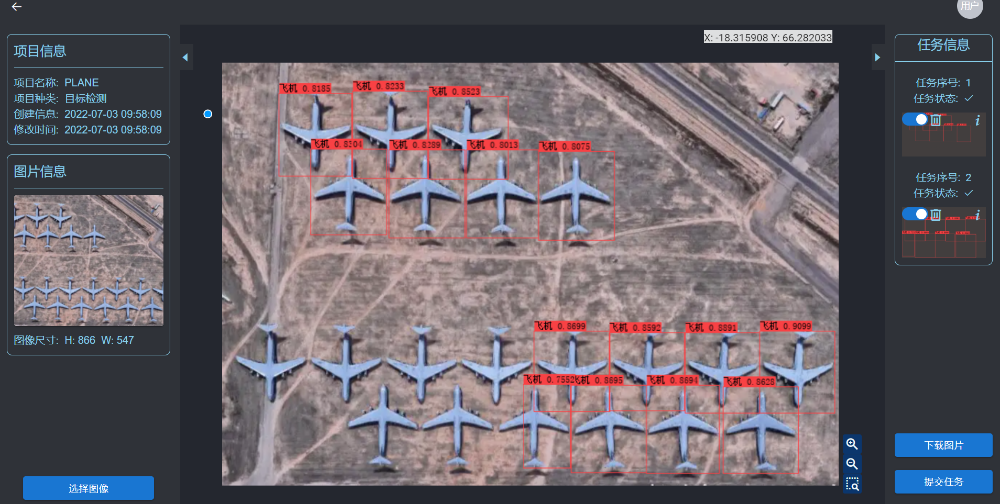 用户
项目信息
项目名称: PLANE
项目种类: 目标检测
创建信息: 2022-07-03 09:58:09
修改时间: 2022-07-03 09:58:09
图片信息
图像尺寸: H: 866 W: 547
选择图像
X: -18.315908 Y: 66.282033
飞机 0.8185
飞机 0.8233
飞机 0.8523
飞机 0.8304
飞机 0.8289
飞机 0.8013
飞机 0.8075
飞机 0.8699
飞机 0.8592
飞机 0.8891
飞机 0.9099
飞机 0.7552
飞机 0.8695
飞机 0.8694
飞机 0.8628
任务信息
任务序号: 1
任务状态: ✓
i
任务序号: 2
任务状态: ✓
i
下载图片
提交任务